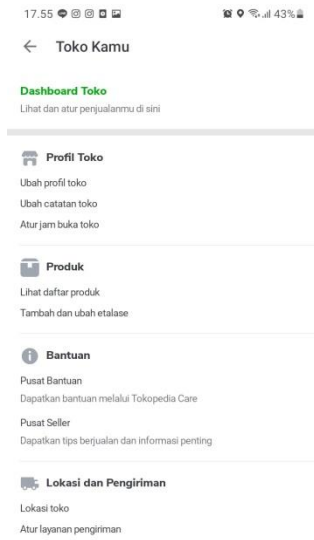 17.55
43%
Toko Kamu
Dashboard Toko
Lihat dan atur penjualanmu di sini
Profil Toko
Ubah profil toko
Ubah catatan toko
Atur jam buka toko
Produk
Lihat daftar produk
Tambah dan ubah etalase
Bantuan
Pusat Bantuan
Dapatkan bantuan melalui Tokopedia Care
Pusat Seller
Dapatkan tips berjualan dan informasi penting
Lokasi dan Pengiriman
Lokasi toko
Atur layanan pengiriman